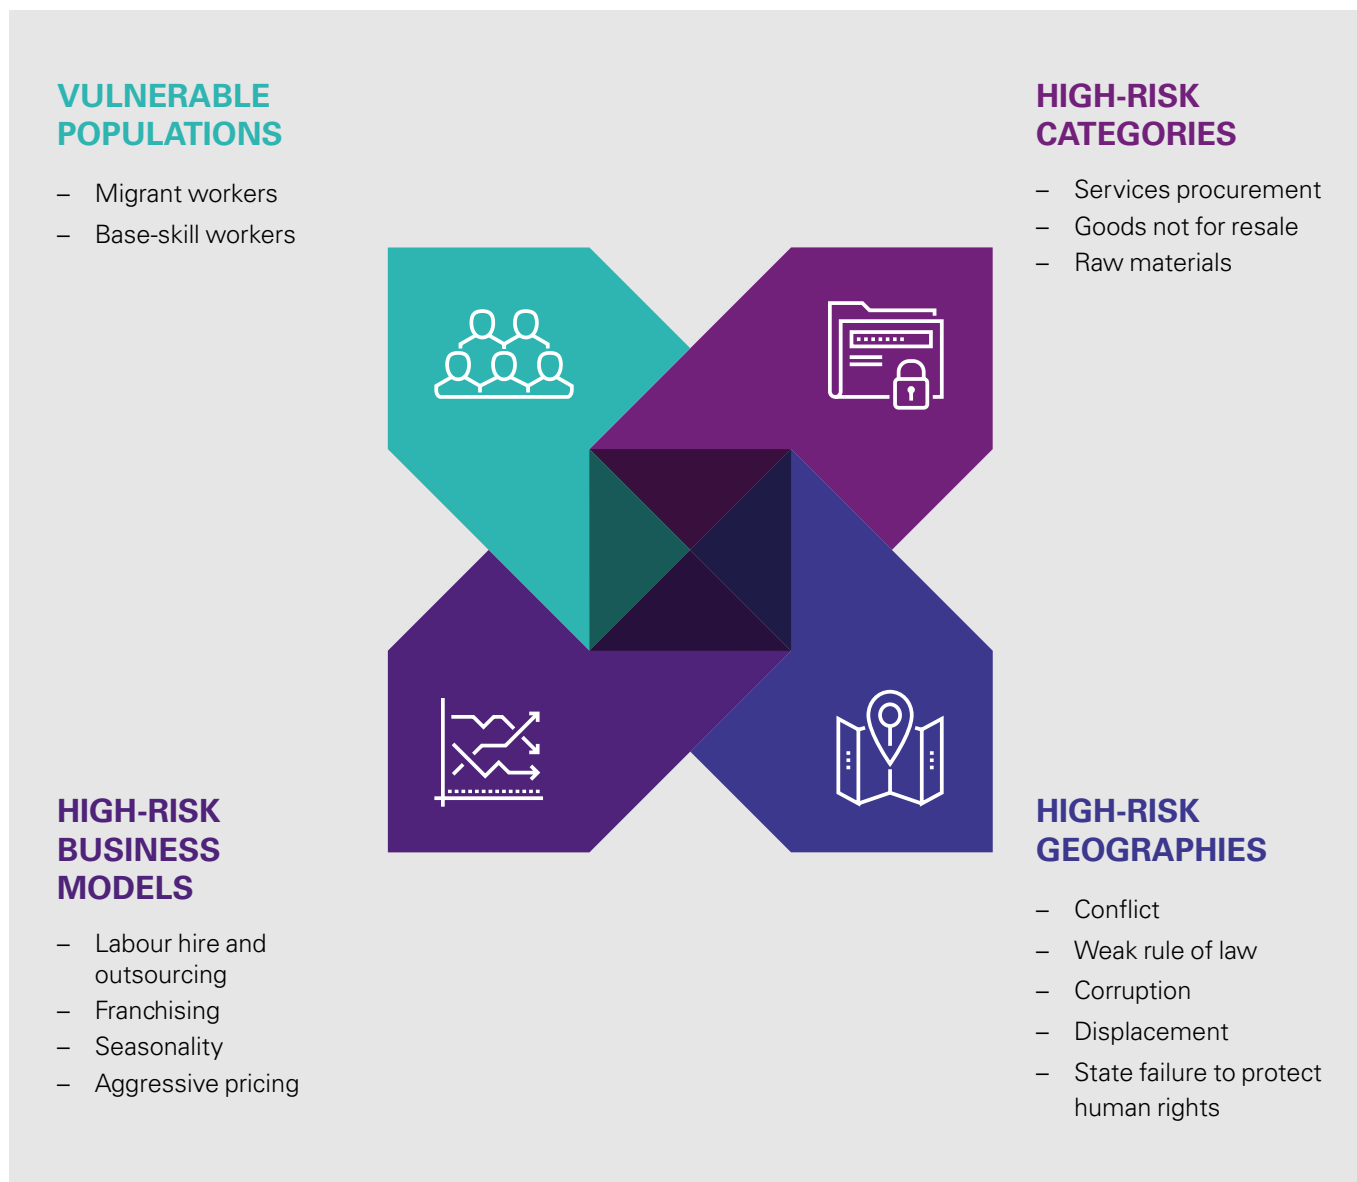 VULNERABLE
POPULATIONS
– Migrant workers
– Base-skill workers
HIGH-RISK
CATEGORIES
– Services procurement
– Goods not for resale
– Raw materials
HIGH-RISK
BUSINESS
MODELS
– Labour hire and
outsourcing
– Franchising
– Seasonality
– Aggressive pricing
HIGH-RISK
GEOGRAPHIES
– Conflict
– Weak rule of law
– Corruption
– Displacement
– State failure to protect
human rights